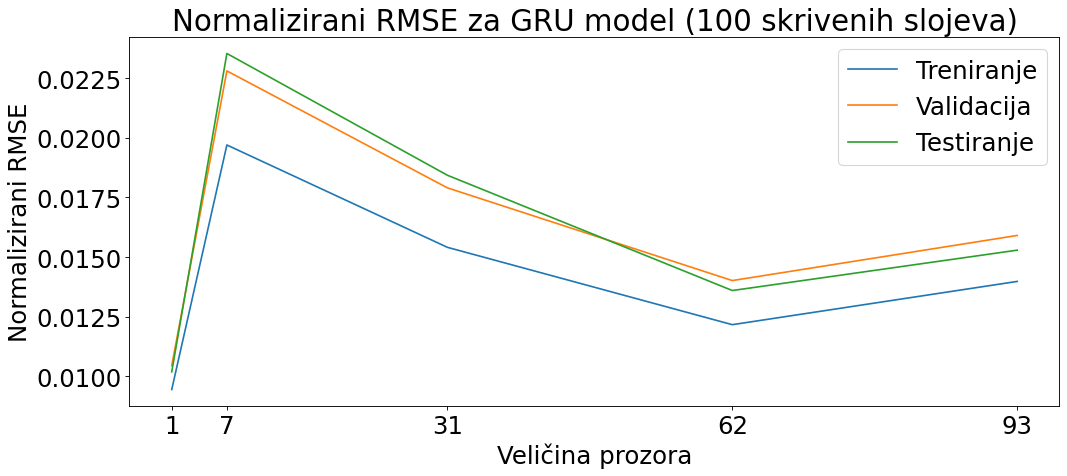 Normalizirani RMSE za GRU model (100 skrivenih slojeva)
Normalizirani RMSE
0.0225
0.0200
0.0175
0.0150
0.0125
0.0100
Treniranje
Validacija
Testiranje
1 7 31 62 93
Veličina prozora